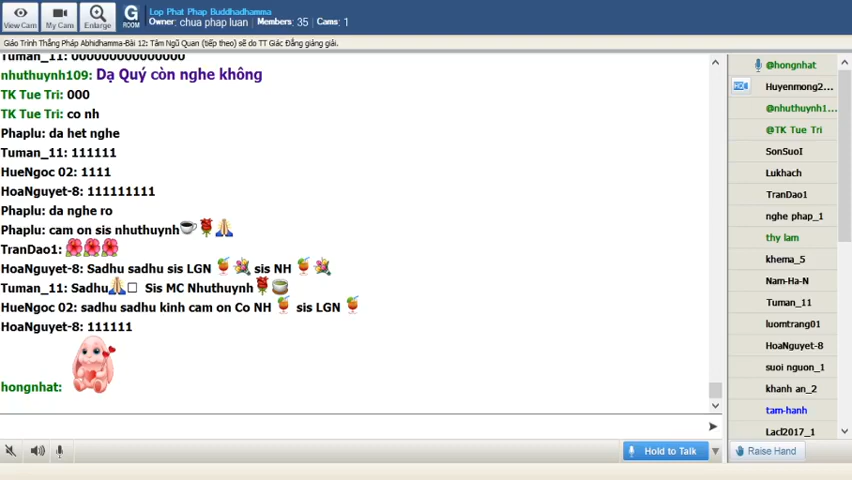 View Cam
My Cam
Enlarge
G
ROOM
Lop Phat Phap Buddhadhamma
Owner: chua phap luan Members: 35 Cams: 1
Giáo Trình Thắng Pháp Abhidhamma-Bài 12: Tâm Ngũ Quan (tiếp theo) sẽ do TT Giác Đẳng giảng giải.
Tuman_11: 000000000000000
nhuthuynh109: Dạ Quý còn nghe không
TK Tue Tri: 000
TK Tue Tri: co nh
Phaplu: da het nghe
Tuman_11: 111111
HueNgoc 02: 1111
HoaNguyet-8: 111111111
Phaplu: da nghe ro
Phaplu: cam on sis nhuthuynh
TranDao1:
HoaNguyet-8: Sadhu sadhu sis LGN sis NH
Tuman_11: Sadhu Sis MC Nhuthuynh
HueNgoc 02: sadhu sadhu kinh cam on Co NH sis LGN
HoaNguyet-8: 111111
hongnhat:
@hongnhat
Huyenmong2...
@nhuthuynh1...
@TK Tue Tri
SonSuoI
Lukhach
TranDao1
nghe phap_1
thy lam
khema_5
Nam-Ha-N
Tuman_11
luomtrang01
HoaNguyet-8
suoi nguon_1
khanh an_2
tam-hanh
Lacl2017_1
Hold to Talk
Raise Hand